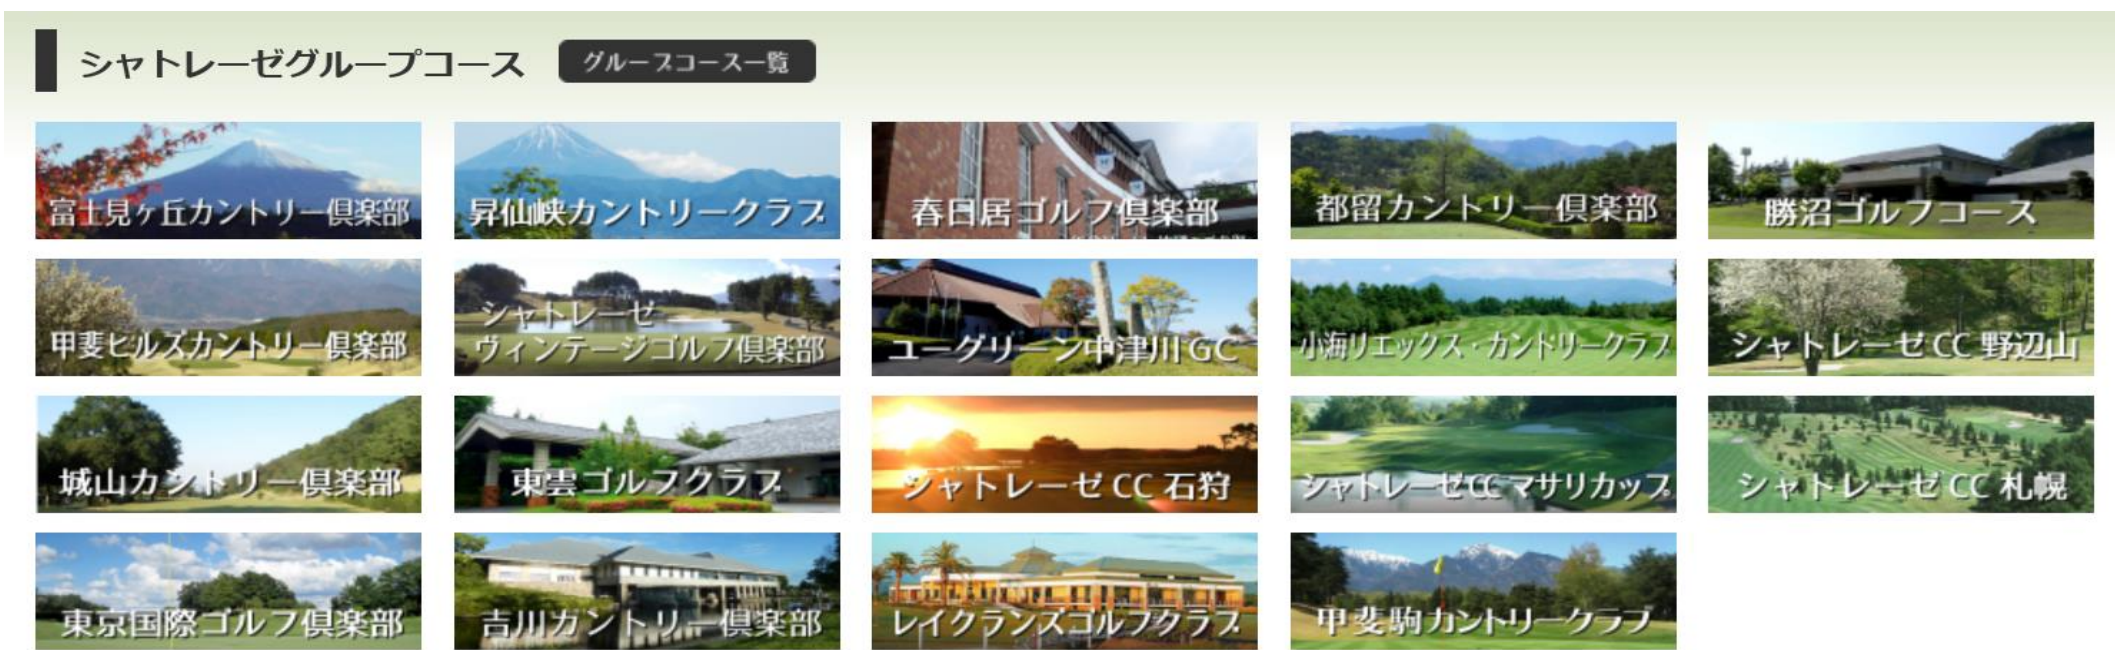 シャトレーゼグループコース
グループコース一覧
富士見ヶ丘カントリー倶楽部
昇仙峡カントリークラブ
春日居ゴルフ倶楽部
都留カントリー倶楽部
勝沼ゴルフコース
甲斐ヒルズカントリー倶楽部
シャトレーゼ
ヴィンテージゴルフ倶楽部
ユーグリーン中津川GC
小海リエックス・カントリークラブ
シャトレーゼCC 野辺山
城山カントリー倶楽部
東雲ゴルフクラブ
シャトレーゼCC 石狩
シャトレーゼCC マサリカップ
シャトレーゼCC 札幌
東京国際ゴルフ倶楽部
吉川カントリー倶楽部
レイクランズゴルフクラブ
甲斐駒カントリークラブ